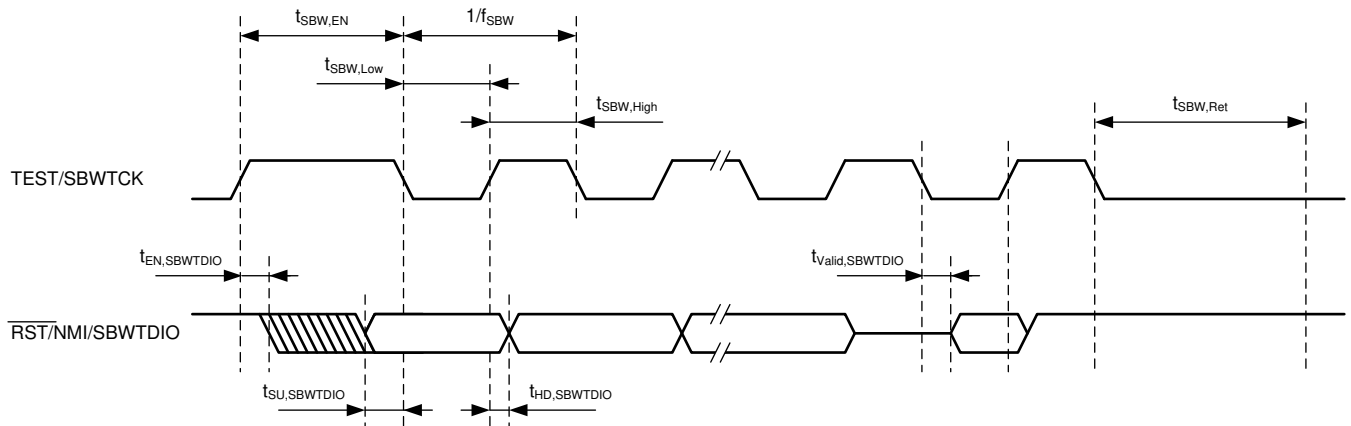 tSBW,EN
1/fSBW
tSBW,Low
tSBW,High
tSBW,Ret
TEST/SBWTCK
tEN,SBWTDIO
tValid,SBWTDIO
RST/NMI/SBWTDIO
tSU,SBWTDIO
tHD,SBWTDIO